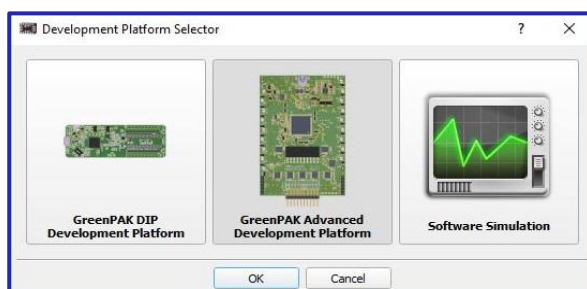 Development Platform Selector
?
GreenPAK DIP
Development Platform
GreenPAK Advanced
Development Platform
Software Simulation
OK
Cancel